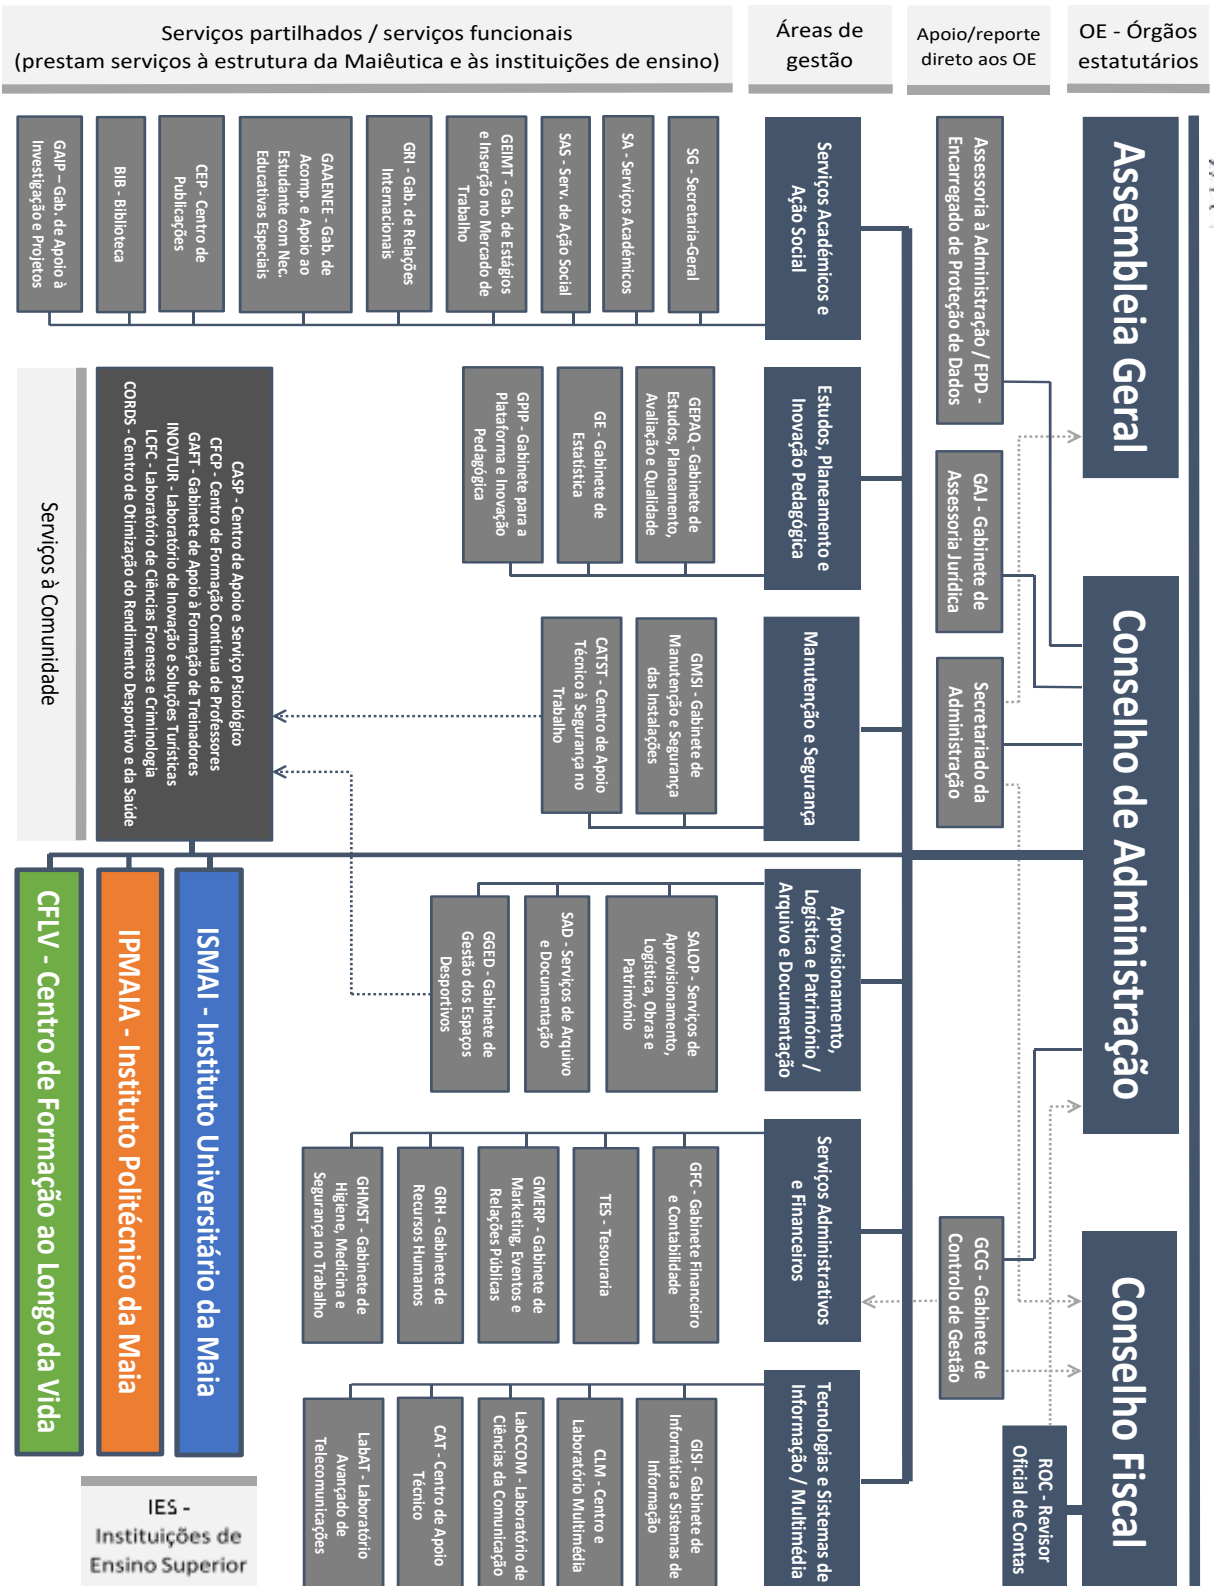 OE - Órgãos
estatutários
Assembleia Geral
Conselho de Administração
Conselho Fiscal
ROC - Revisor
Oficial de Contas
Apoio/reporte
direto aos OE
Assessoria à Administração / EPD -
Encarregado de Proteção de Dados
GAJ - Gabinete de
Assessoria Jurídica
Secretariado da
Administração
GCG - Gabinete de
Controlo de Gestão
Áreas de
gestão
Serviços Académicos e
Ação Social
Estudos, Planeamento e
Inovação Pedagógica
Manutenção e Segurança
Aprovisionamento,
Logística e Património /
Arquivo e Documentação
Serviços Administrativos
e Financeiros
Tecnologias e Sistemas de
Informação / Multimédia
Serviços partilhados / serviços funcionais
(prestam serviços à estrutura da Maiêutica e às instituições de ensino)
SG - Secretaria-Geral
SA - Serviços Académicos
SAS - Serv. de Ação Social
GEIMT - Gab. de Estágios
e Inserção no Mercado de
Trabalho
GRI - Gab. de Relações
Internacionais
GAAENEE - Gab. de
Acomp. e Apoio ao
Estudante com Nec.
Educativas Especiais
CEP - Centro de
Publicações
BIB - Biblioteca
GAIP – Gab. de Apoio à
Investigação e Projetos
GEPAQ - Gabinete de
Estudos, Planeamento,
Avaliação e Qualidade
GE - Gabinete de
Estatística
GPIP - Gabinete para a
Plataforma e Inovação
Pedagógica
GMSI - Gabinete de
Manutenção e Segurança
das Instalações
CATST - Centro de Apoio
Técnico à Segurança no
Trabalho
SALOP - Serviços de
Aprovisionamento,
Logística, Obras e
Património
SAD - Serviços de Arquivo
e Documentação
GGED - Gabinete de
Gestão dos Espaços
Desportivos
GFC - Gabinete Financeiro
e Contabilidade
TES - Tesouraria
GMERP - Gabinete de
Marketing, Eventos e
Relações Públicas
GRH - Gabinete de
Recursos Humanos
GHMST - Gabinete de
Higiene, Medicina e
Segurança no Trabalho
GISI - Gabinete de
Informática e Sistemas de
Informação
CLM - Centro e
Laboratório Multimédia
LabCCOM - Laboratório de
Ciências da Comunicação
CAT - Centro de Apoio
Técnico
LabAT - Laboratório
Avançado de
Telecomunicações
CASP - Centro de Apoio e Serviço Psicológico
CFCP - Centro de Formação Contínua de Professores
GAFT - Gabinete de Apoio à Formação de Treinadores
INOVTUR - Laboratório de Inovação e Soluções Turísticas
LCFC - Laboratório de Ciências Forenses e Criminologia
CORDS - Centro de Otimização do Rendimento Desportivo e da Saúde
Serviços à Comunidade
ISMAI - Instituto Universitário da Maia
IPMAIA - Instituto Politécnico da Maia
CFLV - Centro de Formação ao Longo da Vida
IES -
Instituições de
Ensino Superior